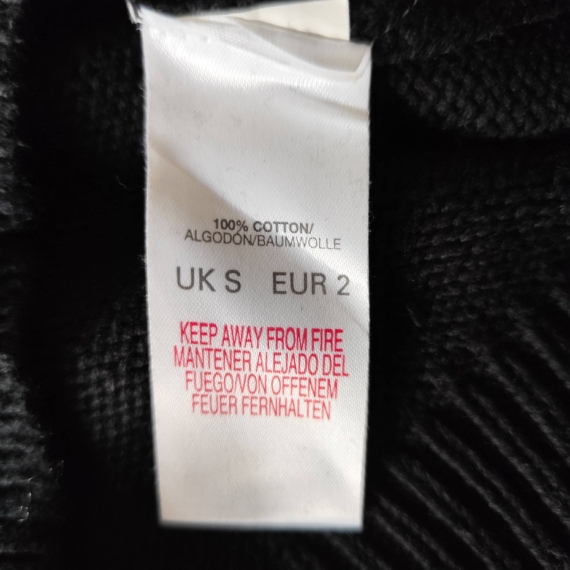 100% COTTON/
ALGODÓN/BAUMWOLLE
UK S EUR 2
KEEP AWAY FROM FIRE
MANTENER ALEJADO DEL
FUEGO/VON OFFENEM
FEUER FERNHALTEN